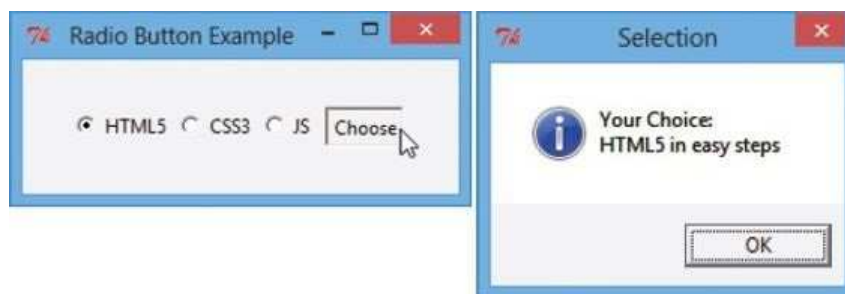 Radio Button Example
HTML5 CSS3 JS Choose
Selection
Your Choice:
HTML5 in easy steps
OK